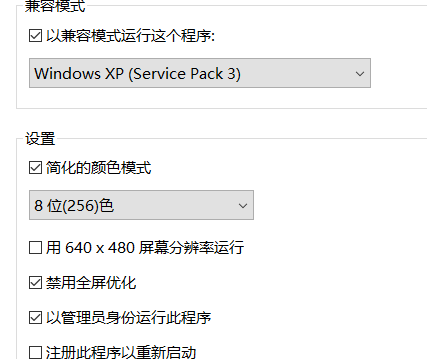 兼容模式
以兼容模式运行这个程序:
Windows XP (Service Pack 3)
设置
简化的颜色模式
8 位(256)色
用 640 x 480 屏幕分辨率运行
禁用全屏优化
以管理员身份运行此程序
注册此程序以重新启动